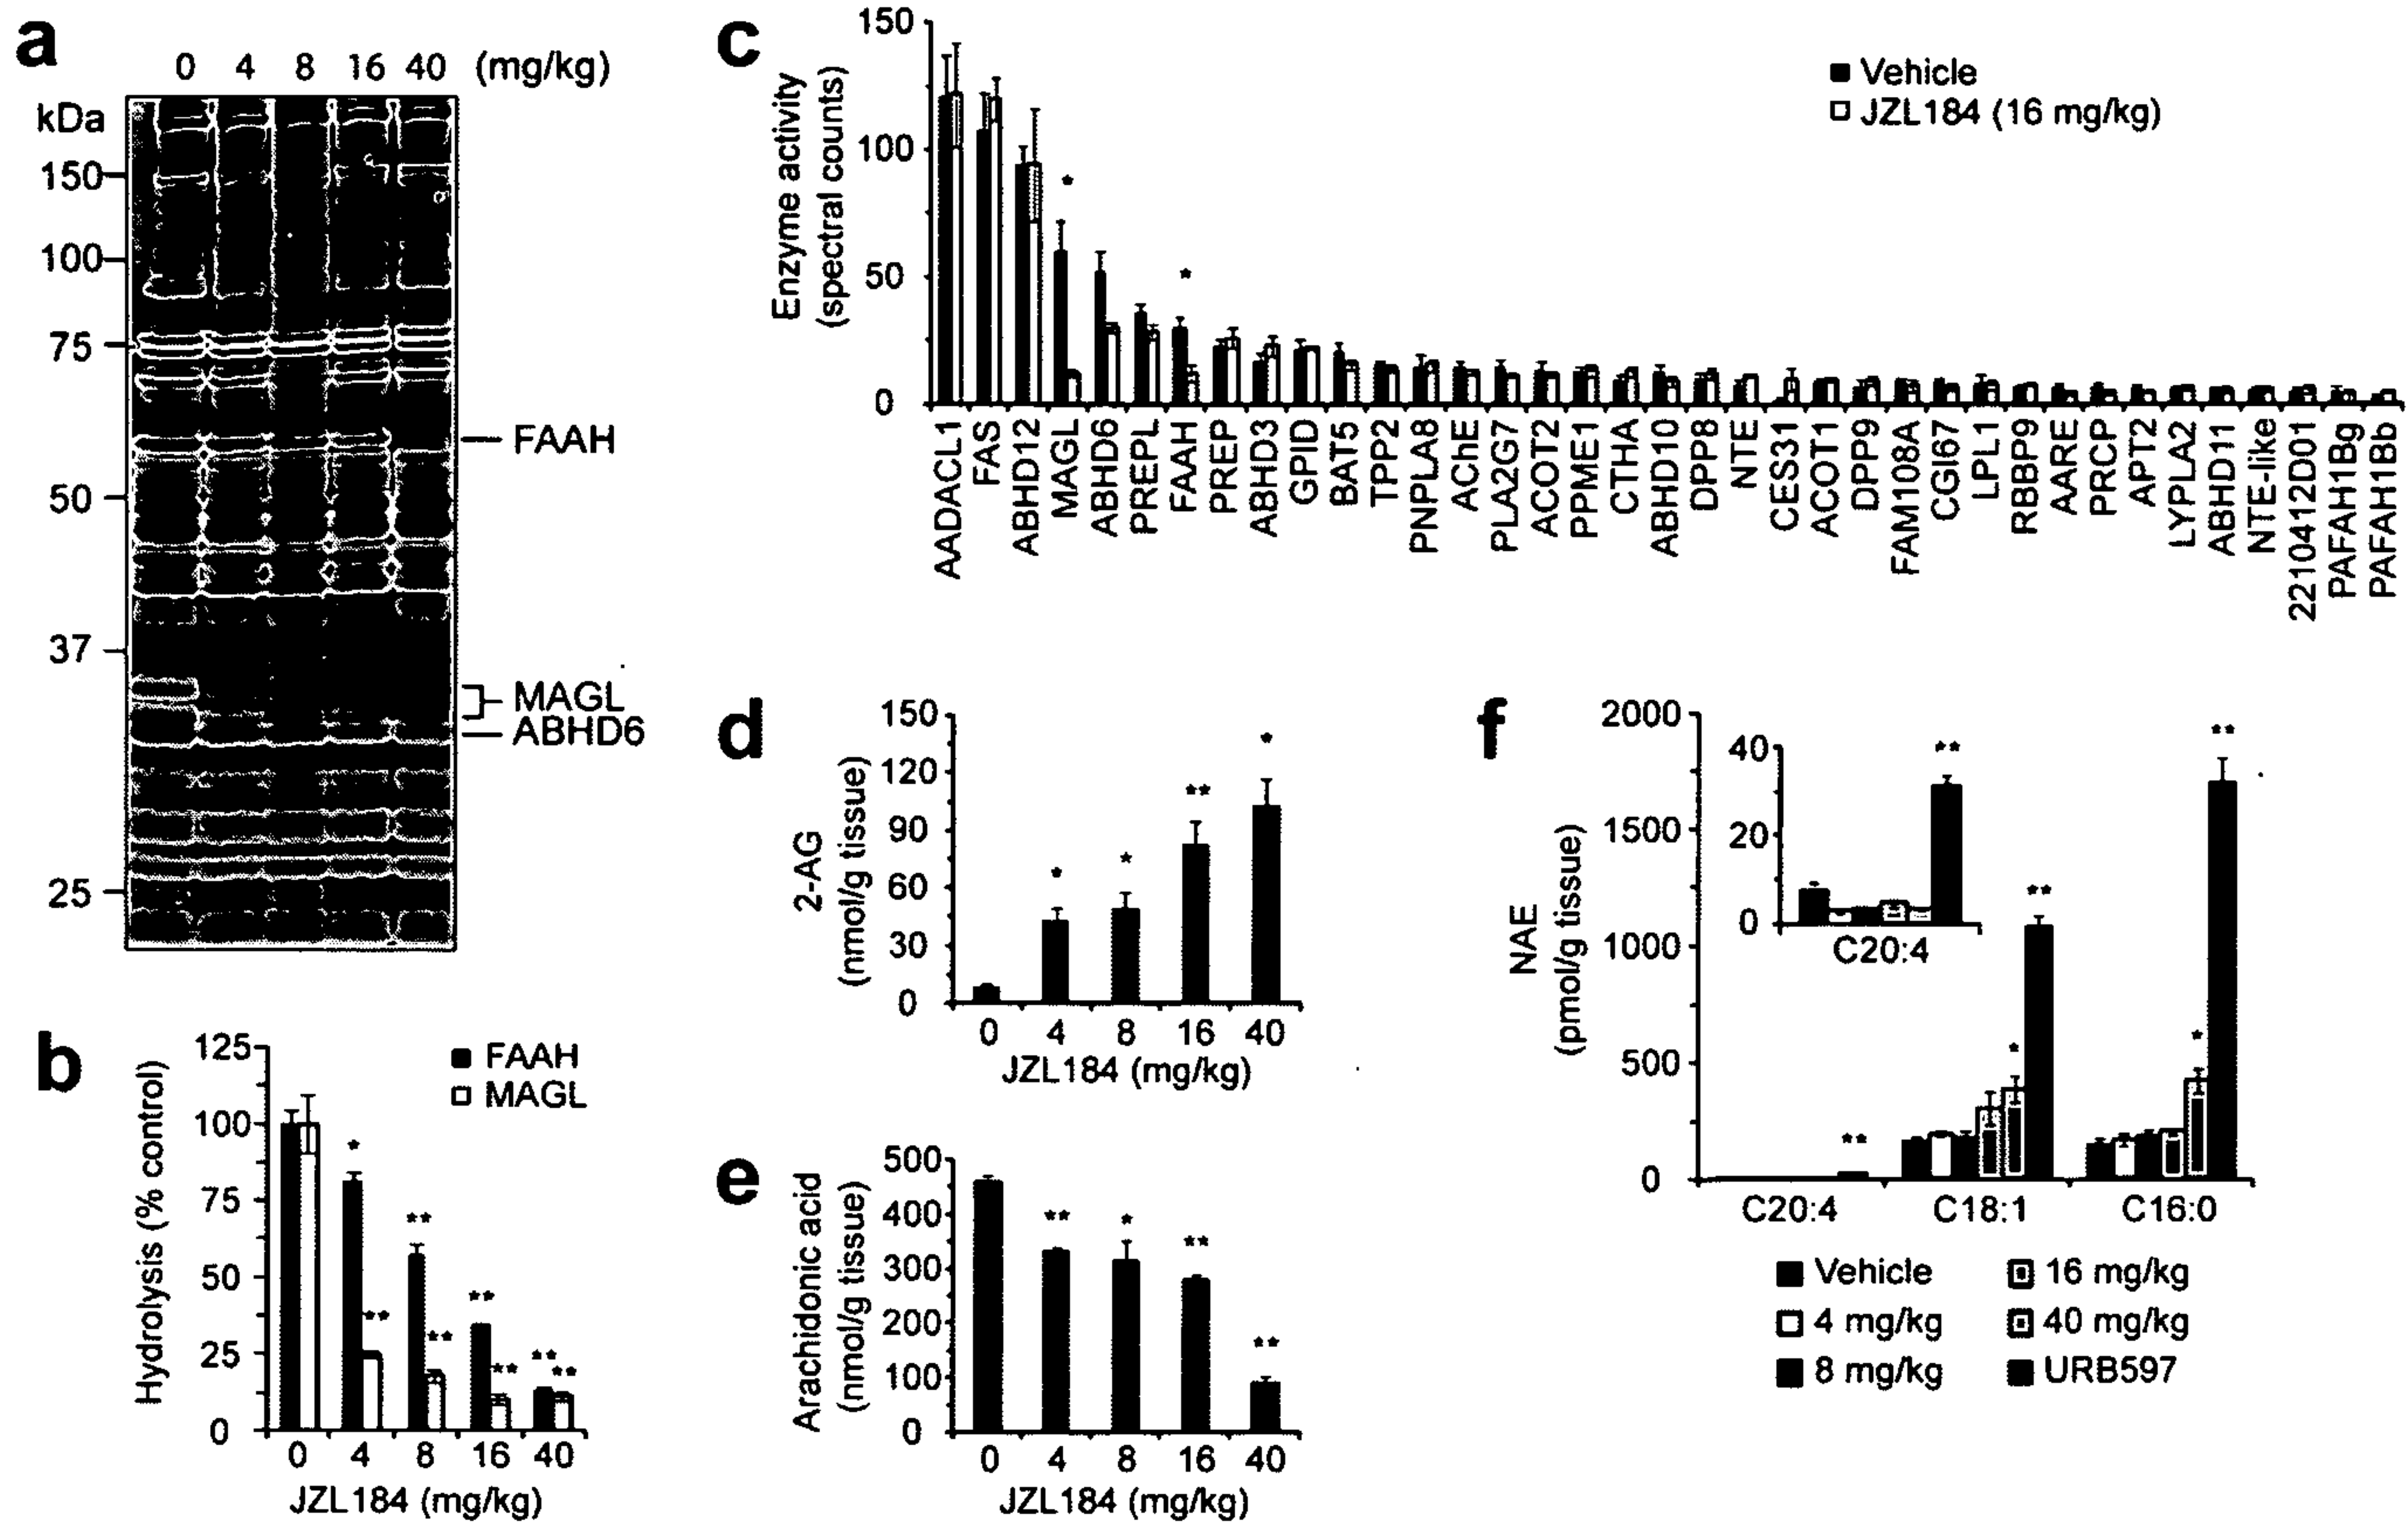 a
0 4 8 16 40 (mg/kg)
kDa
150
100
75
50
37
25
FAAH
MAGL
ABHD6
b
Hydrolysis (% control)
125
100
75
50
25
0
FAAH
MAGL
*
**
**
**
**
**
**
**
0 4 8 16 40
JZL184 (mg/kg)
c
Enzyme activity
(spectral counts)
150
100
50
0
Vehicle
JZL184 (16 mg/kg)
*
*
AADACL1
FAS
ABHD12
MAGL
ABHD6
PREPL
FAAH
PREP
ABHD3
GPID
BAT5
TPP2
PNPLA8
AChE
PLA2G7
ACOT2
PPME1
CTHA
ABHD10
DPP8
NTE
CES31
ACOT1
DPP9
FAM108A
CGI67
LPL1
RBBP9
AARE
PRCP
APT2
LYPLA2
ABHD11
NTE-like
2210412D01
PAFAH1Bg
PAFAH1Bb
d
2-AG
(nmol/g tissue)
150
120
90
60
30
0
*
*
**
*
0 4 8 16 40
JZL184 (mg/kg)
e
Arachidonic acid
(nmol/g tissue)
500
400
300
200
100
0
**
*
**
**
0 4 8 16 40
JZL184 (mg/kg)
f
NAE
(pmol/g tissue)
2000
1500
1000
500
0
40
20
0
**
C20:4
**
**
*
**
*
C20:4 C18:1 C16:0
Vehicle
4 mg/kg
8 mg/kg
16 mg/kg
40 mg/kg
URB597